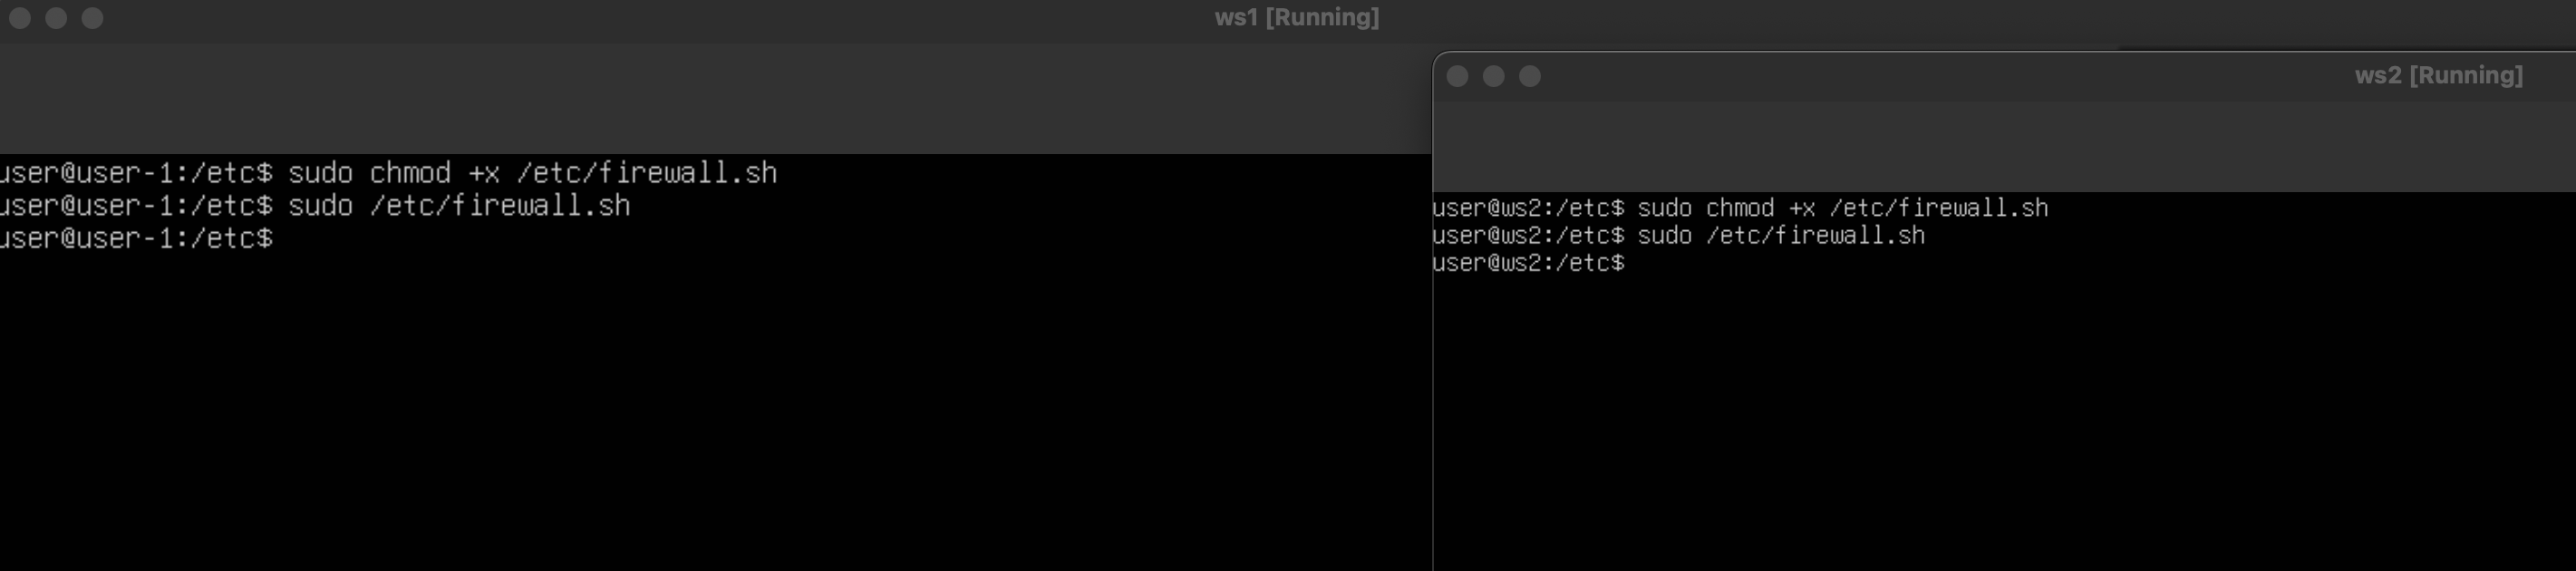 ws1 [Running]
user@user-1:/etc$ sudo chmod +x /etc/firewall.sh
user@user-1:/etc$ sudo /etc/firewall.sh
user@user-1:/etc$
ws2 [Running]
user@ws2:/etc$ sudo chmod +x /etc/firewall.sh
user@ws2:/etc$ sudo /etc/firewall.sh
user@ws2:/etc$